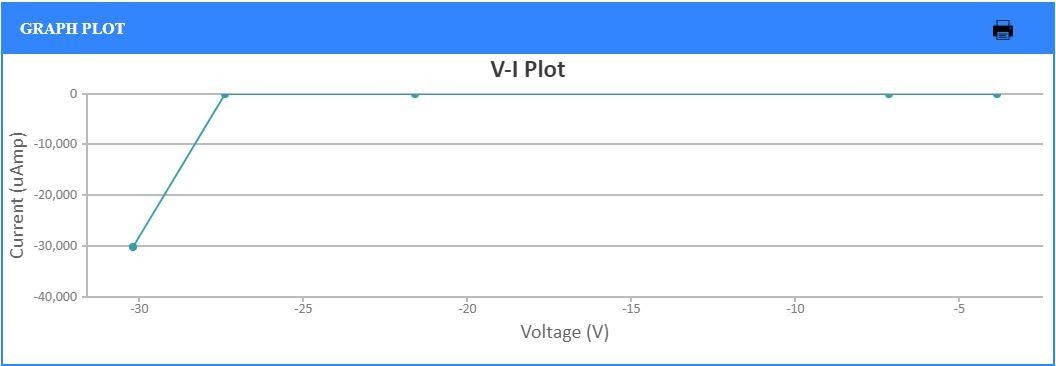 GRAPH PLOT
V-I Plot
Current (uAmp)
0
-10,000
-20,000
-30,000
-40,000
-30
-25
-20
-15
-10
-5
Voltage (V)